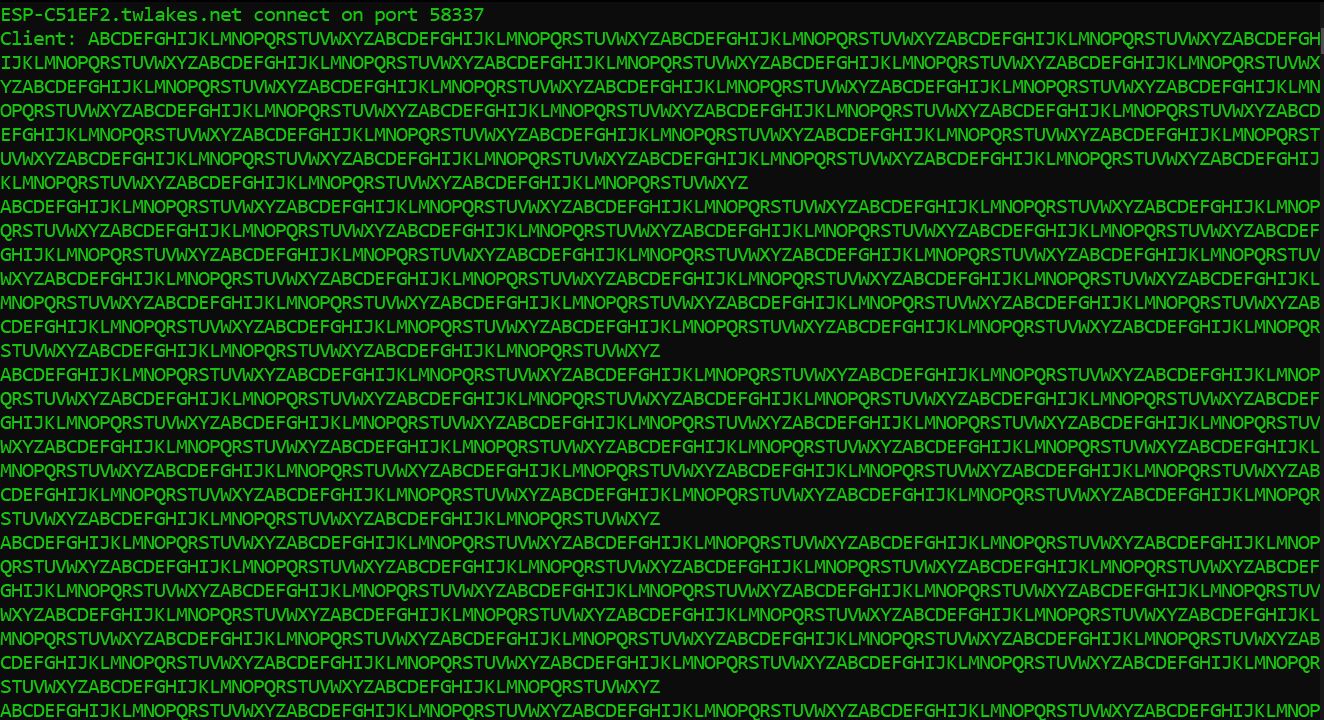 ESP-C51EF2.twlakes.net connect on port 58337
Client: ABCDEFGHIJKLMNOPQRSTUVWXYZABCDEFGHIJKLMNOPQRSTUVWXYZABCDEFGHIJKLMNOPQRSTUVWXYZABCDEFGHIJKLMNOPQRSTUVWXYZABCDEFGH
IJKLMNOPQRSTUVWXYZABCDEFGHIJKLMNOPQRSTUVWXYZABCDEFGHIJKLMNOPQRSTUVWXYZABCDEFGHIJKLMNOPQRSTUVWXYZABCDEFGHIJKLMNOPQRSTUVWX
YZABCDEFGHIJKLMNOPQRSTUVWXYZABCDEFGHIJKLMNOPQRSTUVWXYZABCDEFGHIJKLMNOPQRSTUVWXYZABCDEFGHIJKLMNOPQRSTUVWXYZABCDEFGHIJKLMN
OPQRSTUVWXYZABCDEFGHIJKLMNOPQRSTUVWXYZABCDEFGHIJKLMNOPQRSTUVWXYZABCDEFGHIJKLMNOPQRSTUVWXYZABCDEFGHIJKLMNOPQRSTUVWXYZABCD
EFGHIJKLMNOPQRSTUVWXYZABCDEFGHIJKLMNOPQRSTUVWXYZABCDEFGHIJKLMNOPQRSTUVWXYZABCDEFGHIJKLMNOPQRSTUVWXYZABCDEFGHIJKLMNOPQRST
UVWXYZABCDEFGHIJKLMNOPQRSTUVWXYZABCDEFGHIJKLMNOPQRSTUVWXYZABCDEFGHIJKLMNOPQRSTUVWXYZABCDEFGHIJKLMNOPQRSTUVWXYZABCDEFGHIJ
KLMNOPQRSTUVWXYZABCDEFGHIJKLMNOPQRSTUVWXYZABCDEFGHIJKLMNOPQRSTUVWXYZ
ABCDEFGHIJKLMNOPQRSTUVWXYZABCDEFGHIJKLMNOPQRSTUVWXYZABCDEFGHIJKLMNOPQRSTUVWXYZABCDEFGHIJKLMNOPQRSTUVWXYZABCDEFGHIJKLMNOP
QRSTUVWXYZABCDEFGHIJKLMNOPQRSTUVWXYZABCDEFGHIJKLMNOPQRSTUVWXYZABCDEFGHIJKLMNOPQRSTUVWXYZABCDEFGHIJKLMNOPQRSTUVWXYZABCDEF
GHIJKLMNOPQRSTUVWXYZABCDEFGHIJKLMNOPQRSTUVWXYZABCDEFGHIJKLMNOPQRSTUVWXYZABCDEFGHIJKLMNOPQRSTUVWXYZABCDEFGHIJKLMNOPQRSTUV
WXYZABCDEFGHIJKLMNOPQRSTUVWXYZABCDEFGHIJKLMNOPQRSTUVWXYZABCDEFGHIJKLMNOPQRSTUVWXYZABCDEFGHIJKLMNOPQRSTUVWXYZABCDEFGHIJKL
MNOPQRSTUVWXYZABCDEFGHIJKLMNOPQRSTUVWXYZABCDEFGHIJKLMNOPQRSTUVWXYZABCDEFGHIJKLMNOPQRSTUVWXYZABCDEFGHIJKLMNOPQRSTUVWXYZAB
CDEFGHIJKLMNOPQRSTUVWXYZABCDEFGHIJKLMNOPQRSTUVWXYZABCDEFGHIJKLMNOPQRSTUVWXYZABCDEFGHIJKLMNOPQRSTUVWXYZABCDEFGHIJKLMNOPQR
STUVWXYZABCDEFGHIJKLMNOPQRSTUVWXYZABCDEFGHIJKLMNOPQRSTUVWXYZ
ABCDEFGHIJKLMNOPQRSTUVWXYZABCDEFGHIJKLMNOPQRSTUVWXYZABCDEFGHIJKLMNOPQRSTUVWXYZABCDEFGHIJKLMNOPQRSTUVWXYZABCDEFGHIJKLMNOP
QRSTUVWXYZABCDEFGHIJKLMNOPQRSTUVWXYZABCDEFGHIJKLMNOPQRSTUVWXYZABCDEFGHIJKLMNOPQRSTUVWXYZABCDEFGHIJKLMNOPQRSTUVWXYZABCDEF
GHIJKLMNOPQRSTUVWXYZABCDEFGHIJKLMNOPQRSTUVWXYZABCDEFGHIJKLMNOPQRSTUVWXYZABCDEFGHIJKLMNOPQRSTUVWXYZABCDEFGHIJKLMNOPQRSTUV
WXYZABCDEFGHIJKLMNOPQRSTUVWXYZABCDEFGHIJKLMNOPQRSTUVWXYZABCDEFGHIJKLMNOPQRSTUVWXYZABCDEFGHIJKLMNOPQRSTUVWXYZABCDEFGHIJKL
MNOPQRSTUVWXYZABCDEFGHIJKLMNOPQRSTUVWXYZABCDEFGHIJKLMNOPQRSTUVWXYZABCDEFGHIJKLMNOPQRSTUVWXYZABCDEFGHIJKLMNOPQRSTUVWXYZAB
CDEFGHIJKLMNOPQRSTUVWXYZABCDEFGHIJKLMNOPQRSTUVWXYZABCDEFGHIJKLMNOPQRSTUVWXYZABCDEFGHIJKLMNOPQRSTUVWXYZABCDEFGHIJKLMNOPQR
STUVWXYZABCDEFGHIJKLMNOPQRSTUVWXYZABCDEFGHIJKLMNOPQRSTUVWXYZ
ABCDEFGHIJKLMNOPQRSTUVWXYZABCDEFGHIJKLMNOPQRSTUVWXYZABCDEFGHIJKLMNOPQRSTUVWXYZABCDEFGHIJKLMNOPQRSTUVWXYZABCDEFGHIJKLMNOP
QRSTUVWXYZABCDEFGHIJKLMNOPQRSTUVWXYZABCDEFGHIJKLMNOPQRSTUVWXYZABCDEFGHIJKLMNOPQRSTUVWXYZABCDEFGHIJKLMNOPQRSTUVWXYZABCDEF
GHIJKLMNOPQRSTUVWXYZABCDEFGHIJKLMNOPQRSTUVWXYZABCDEFGHIJKLMNOPQRSTUVWXYZABCDEFGHIJKLMNOPQRSTUVWXYZABCDEFGHIJKLMNOPQRSTUV
WXYZABCDEFGHIJKLMNOPQRSTUVWXYZABCDEFGHIJKLMNOPQRSTUVWXYZABCDEFGHIJKLMNOPQRSTUVWXYZABCDEFGHIJKLMNOPQRSTUVWXYZABCDEFGHIJKL
MNOPQRSTUVWXYZABCDEFGHIJKLMNOPQRSTUVWXYZABCDEFGHIJKLMNOPQRSTUVWXYZABCDEFGHIJKLMNOPQRSTUVWXYZABCDEFGHIJKLMNOPQRSTUVWXYZAB
CDEFGHIJKLMNOPQRSTUVWXYZABCDEFGHIJKLMNOPQRSTUVWXYZABCDEFGHIJKLMNOPQRSTUVWXYZABCDEFGHIJKLMNOPQRSTUVWXYZABCDEFGHIJKLMNOPQR
STUVWXYZABCDEFGHIJKLMNOPQRSTUVWXYZABCDEFGHIJKLMNOPQRSTUVWXYZ
ABCDEFGHIJKLMNOPQRSTUVWXYZABCDEFGHIJKLMNOPQRSTUVWXYZABCDEFGHIJKLMNOPQRSTUVWXYZABCDEFGHIJKLMNOPQRSTUVWXYZABCDEFGHIJKLMNOP